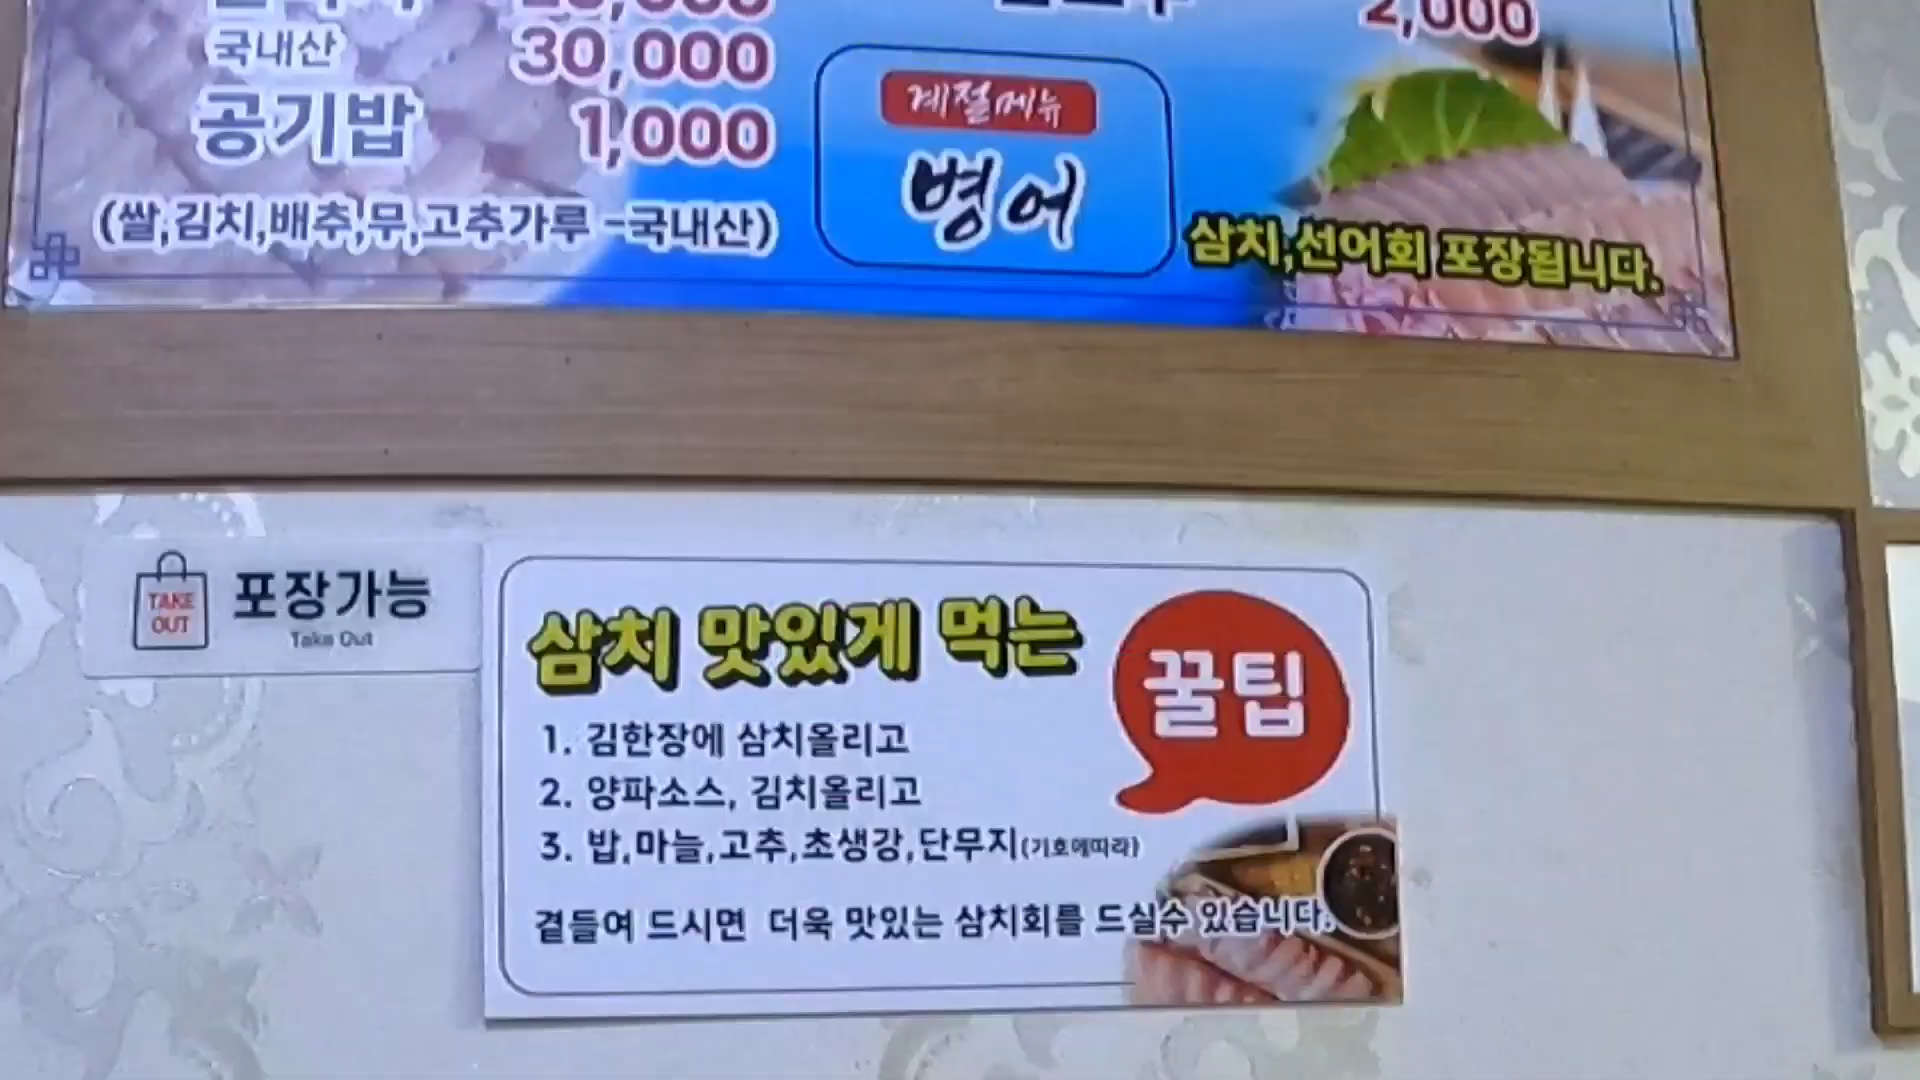 국내산 30,000
공기밥 1,000
(쌀,김치,배추,무,고추가루 -국내산)
2,000
계절메뉴
병어
삼치,선어회 포장됩니다.
TAKE
OUT
포장가능
Take Out
삼치 맛있게 먹는
꿀팁
1. 김한장에 삼치올리고
2. 양파소스, 김치올리고
3. 밥,마늘,고추,초생강,단무지(기호에따라)
곁들여 드시면 더욱 맛있는 삼치회를 드실수 있습니다.